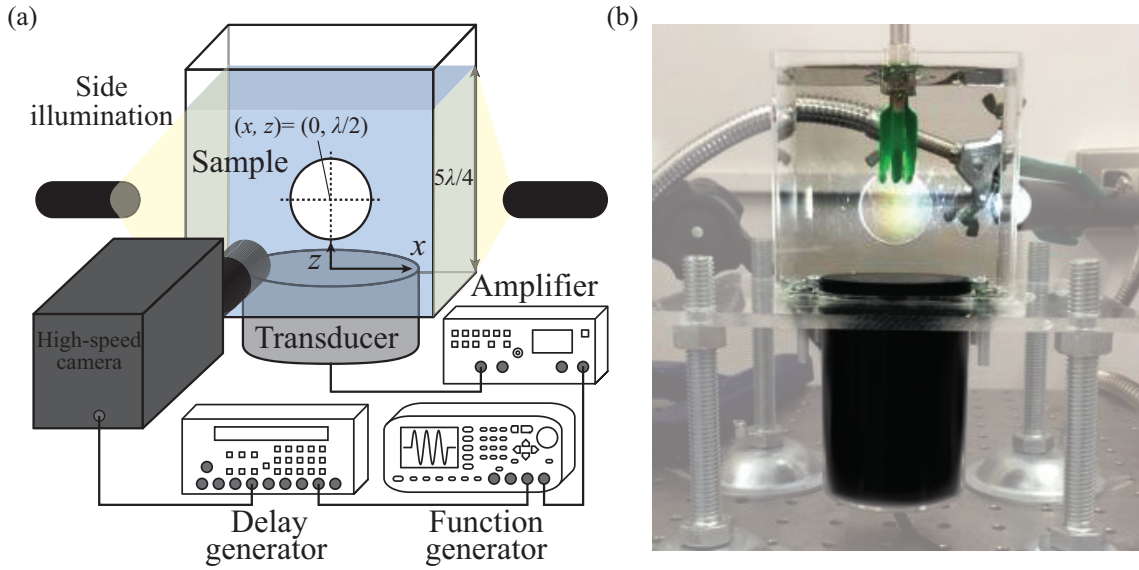 (a)
(b)
Side
illumination
(x, z)= (0, λ/2)
Sample
5λ/4
z
x
Amplifier
High-speed
camera
Transducer
Delay
generator
Function
generator